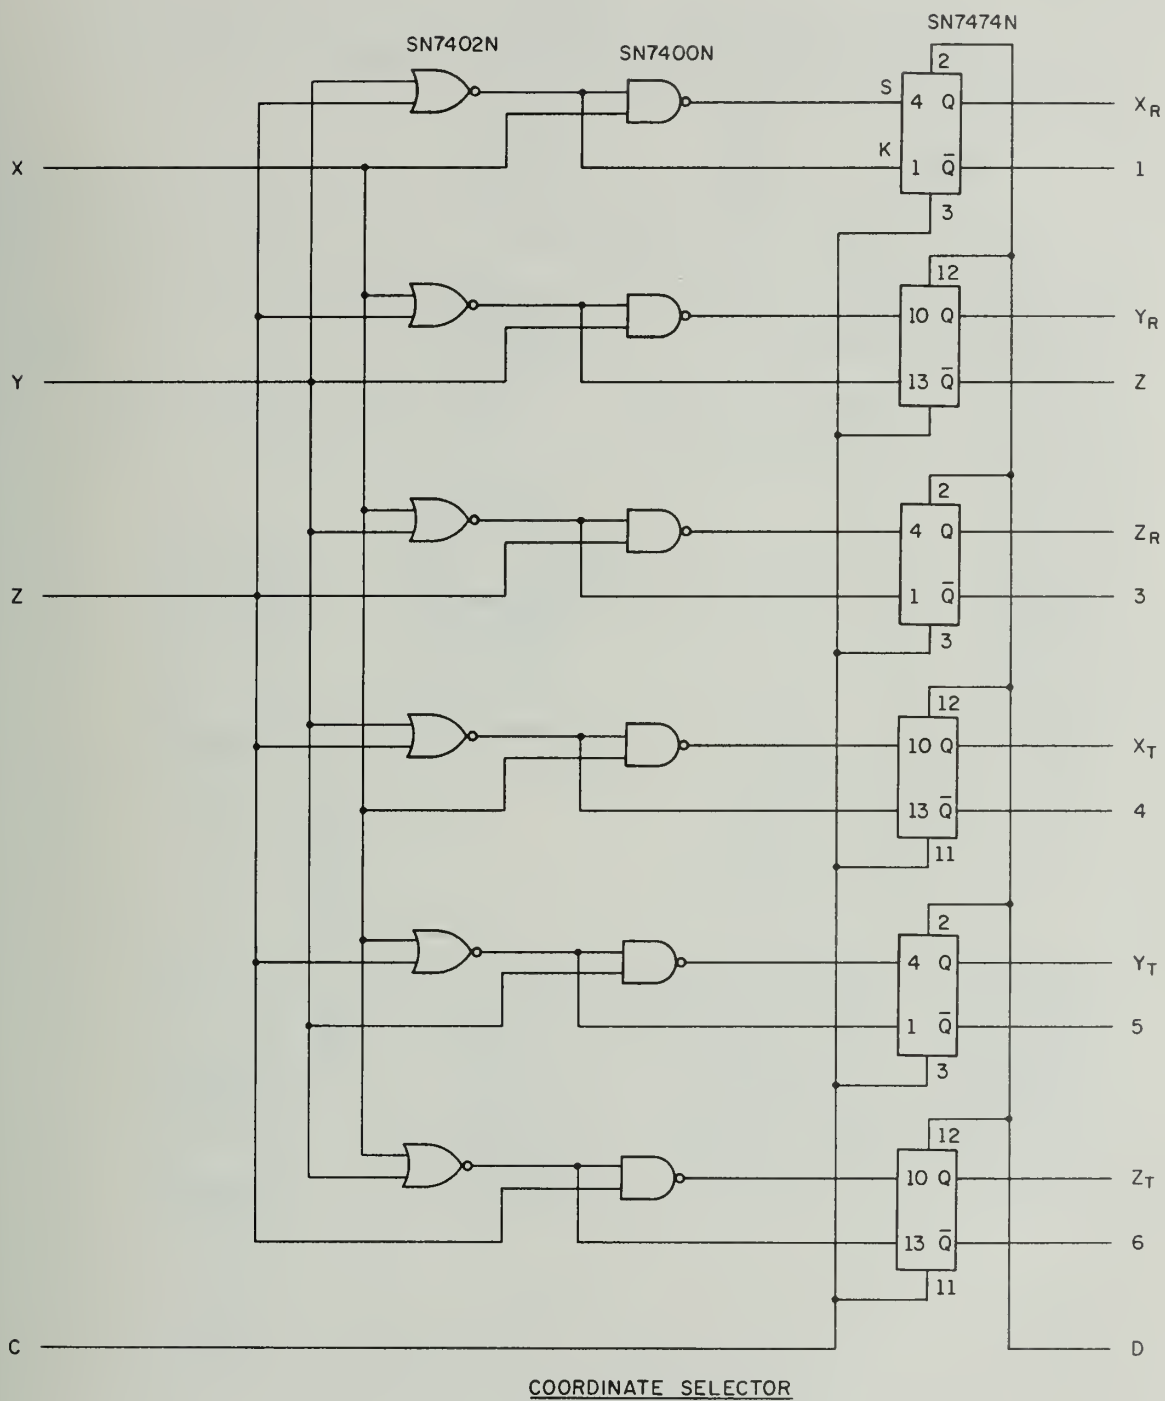 SN7474N
SN7402N
SN7400N
2
S
4 Q
X_R
X
K
1 Q̅
1
3
12
10 Q
Y_R
Y
13 Q̅
Z
2
4 Q
Z_R
Z
1 Q̅
3
3
12
10 Q
X_T
13 Q̅
4
11
2
4 Q
Y_T
1 Q̅
5
3
12
10 Q
Z_T
13 Q̅
6
11
C
D
COORDINATE SELECTOR